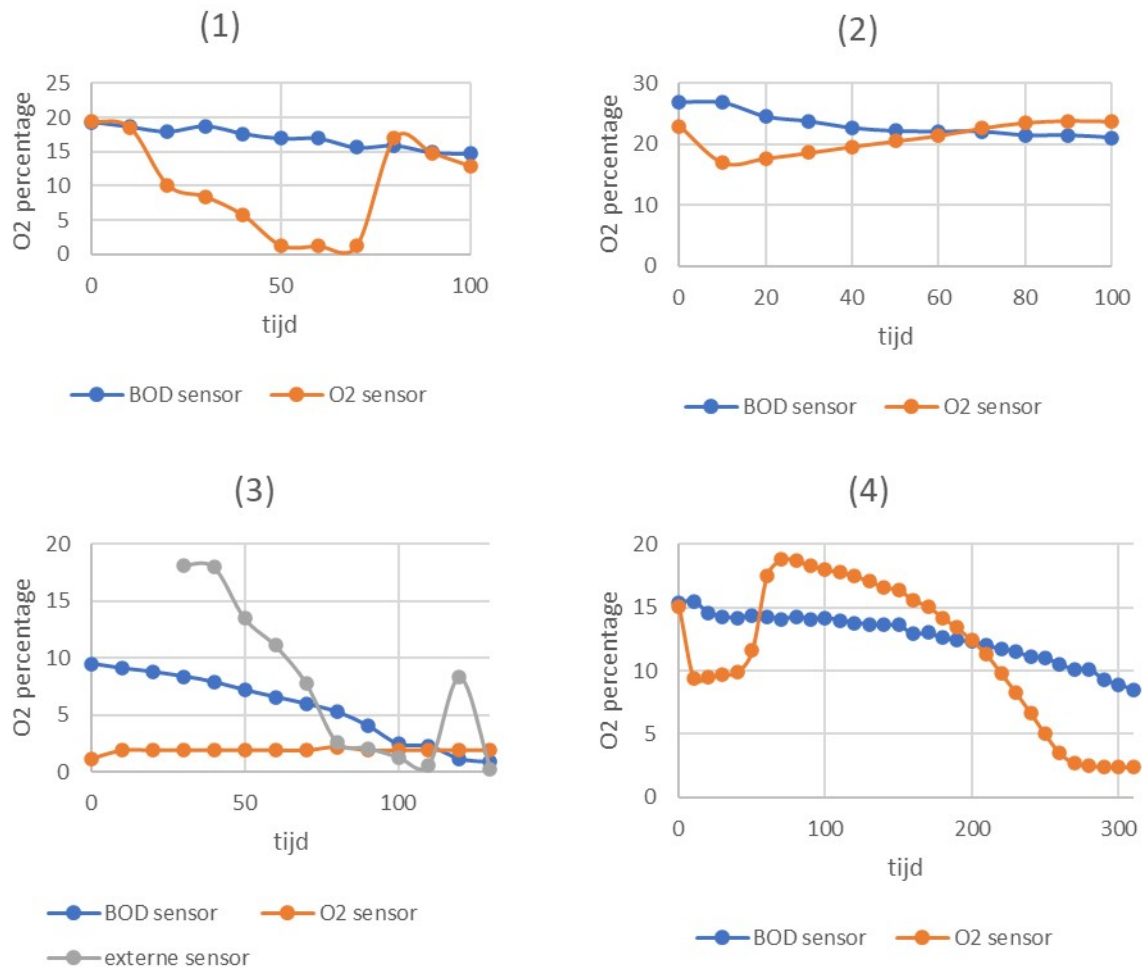 (1)
25
20
15
10
5
0
O2 percentage
0 50 100
tijd
BOD sensor O2 sensor
(2)
30
20
10
0
O2 percentage
0 20 40 60 80 100
tijd
BOD sensor O2 sensor
(3)
20
15
10
5
0
O2 percentage
0 50 100
tijd
BOD sensor O2 sensor
externe sensor
(4)
20
15
10
5
0
O2 percentage
0 100 200 300
tijd
BOD sensor O2 sensor